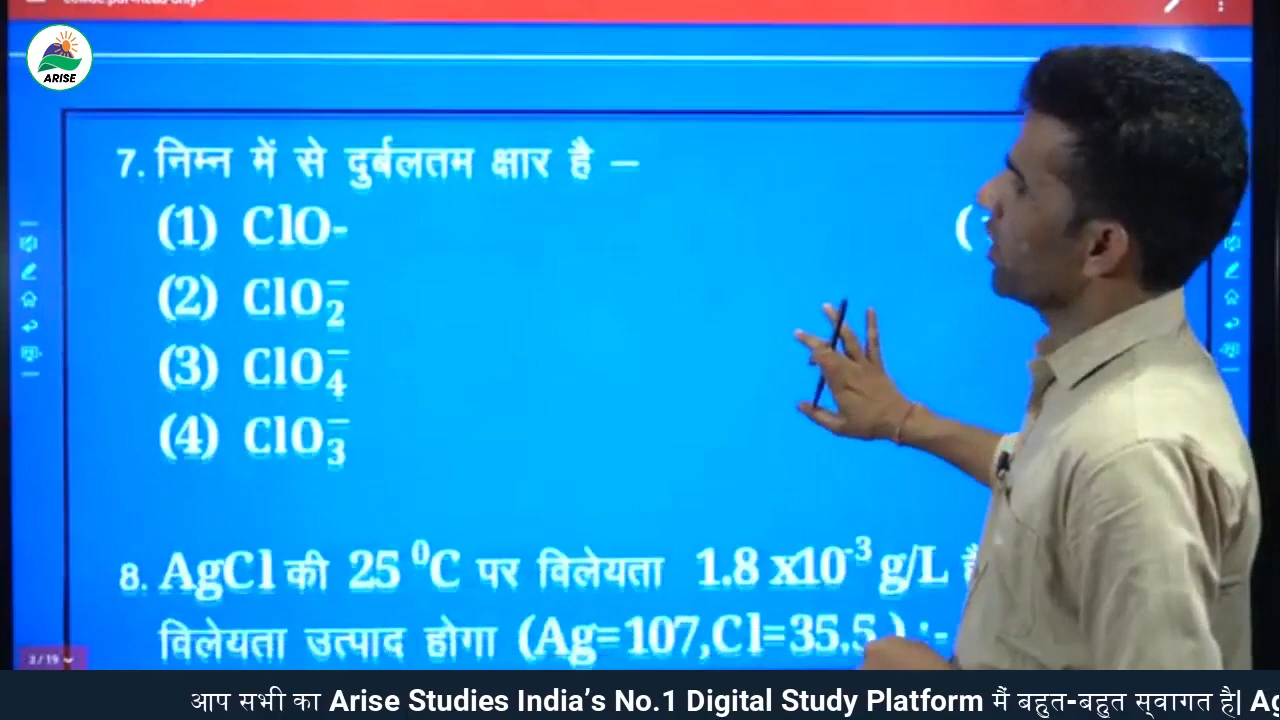 ARISE
7. निम्न में से दुर्बलतम क्षार है –
(1) ClO-
(2) ClO₂⁻
(3) ClO₄⁻
(4) ClO₃⁻
8. AgCl की 25 ⁰C पर विलेयता 1.8 x10⁻³ g/L
विलेयता उत्पाद होगा (Ag=107,Cl=35.5) :-
3 / 19
आप सभी का Arise Studies India’s No.1 Digital Study Platform मैं बहुत-बहुत स्वागत है|